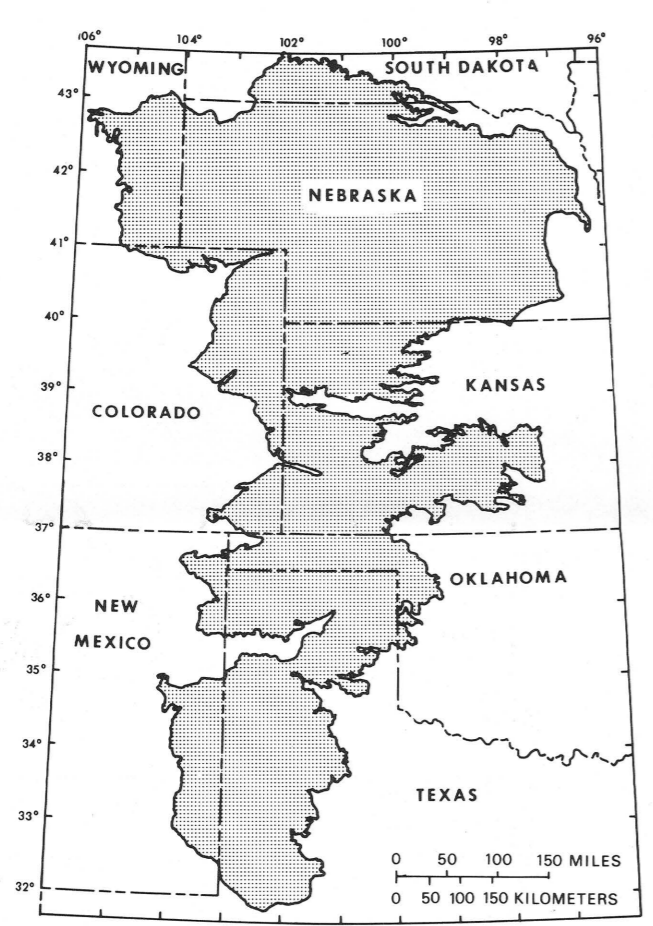 106° 104° 102° 100° 98° 96°
WYOMING SOUTH DAKOTA
43°
42°
NEBRASKA
41°
40°
39°
KANSAS
COLORADO
38°
37°
OKLAHOMA
36°
NEW
MEXICO
35°
34°
TEXAS
33°
0 50 100 150 MILES
32°
0 50 100 150 KILOMETERS